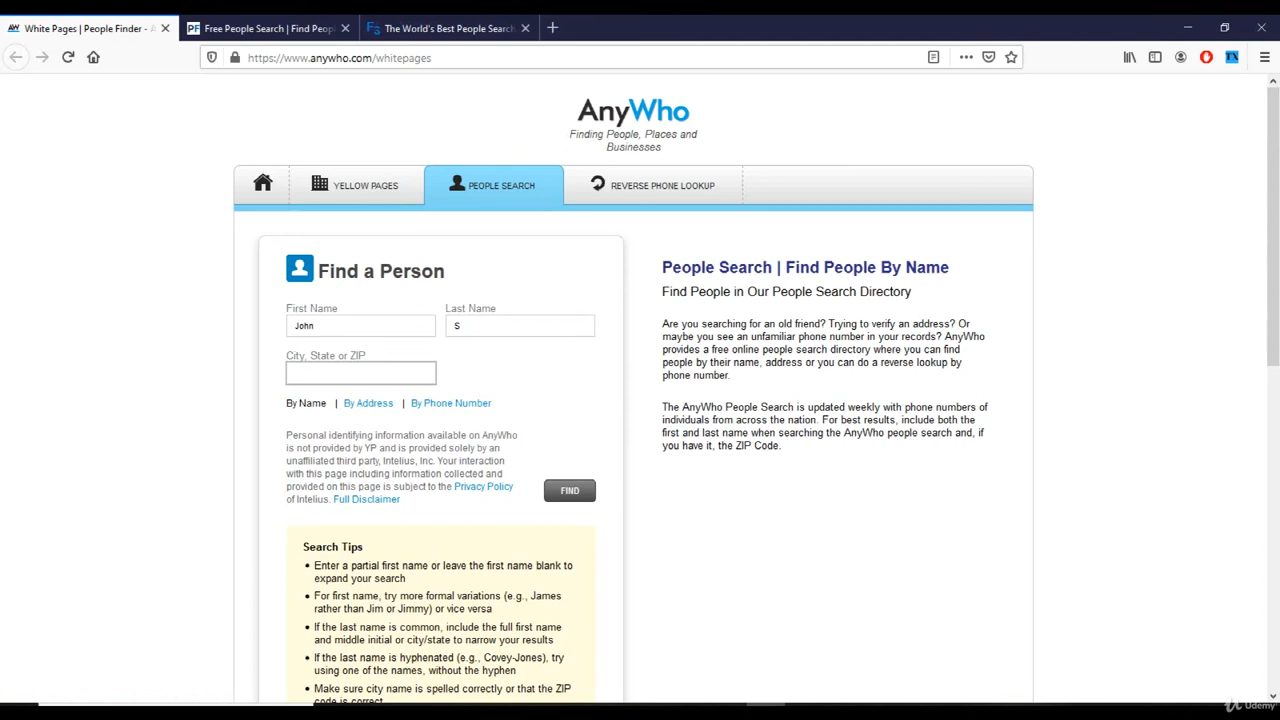 White Pages | People Finder - A
Free People Search | Find Peopl
The World's Best People Search
https://www.anywho.com/whitepages
TX
AnyWho
Finding People, Places and
Businesses
YELLOW PAGES
PEOPLE SEARCH
REVERSE PHONE LOOKUP
Find a Person
First Name
Last Name
John
S
City, State or ZIP
By Name | By Address | By Phone Number
Personal identifying information available on AnyWho
is not provided by YP and is provided solely by an
unaffiliated third party, Intelius, Inc. Your interaction
with this page including information collected and
provided on this page is subject to the Privacy Policy
of Intelius. Full Disclaimer
FIND
Search Tips
• Enter a partial first name or leave the first name blank to
expand your search
• For first name, try more formal variations (e.g., James
rather than Jim or Jimmy) or vice versa
• If the last name is common, include the full first name
and middle initial or city/state to narrow your results
• If the last name is hyphenated (e.g., Covey-Jones), try
using one of the names, without the hyphen
• Make sure city name is spelled correctly or that the ZIP
code is correct
People Search | Find People By Name
Find People in Our People Search Directory
Are you searching for an old friend? Trying to verify an address? Or
maybe you see an unfamiliar phone number in your records? AnyWho
provides a free online people search directory where you can find
people by their name, address or you can do a reverse lookup by
phone number.
The AnyWho People Search is updated weekly with phone numbers of
individuals from across the nation. For best results, include both the
first and last name when searching the AnyWho people search and, if
you have it, the ZIP Code.
Udemy